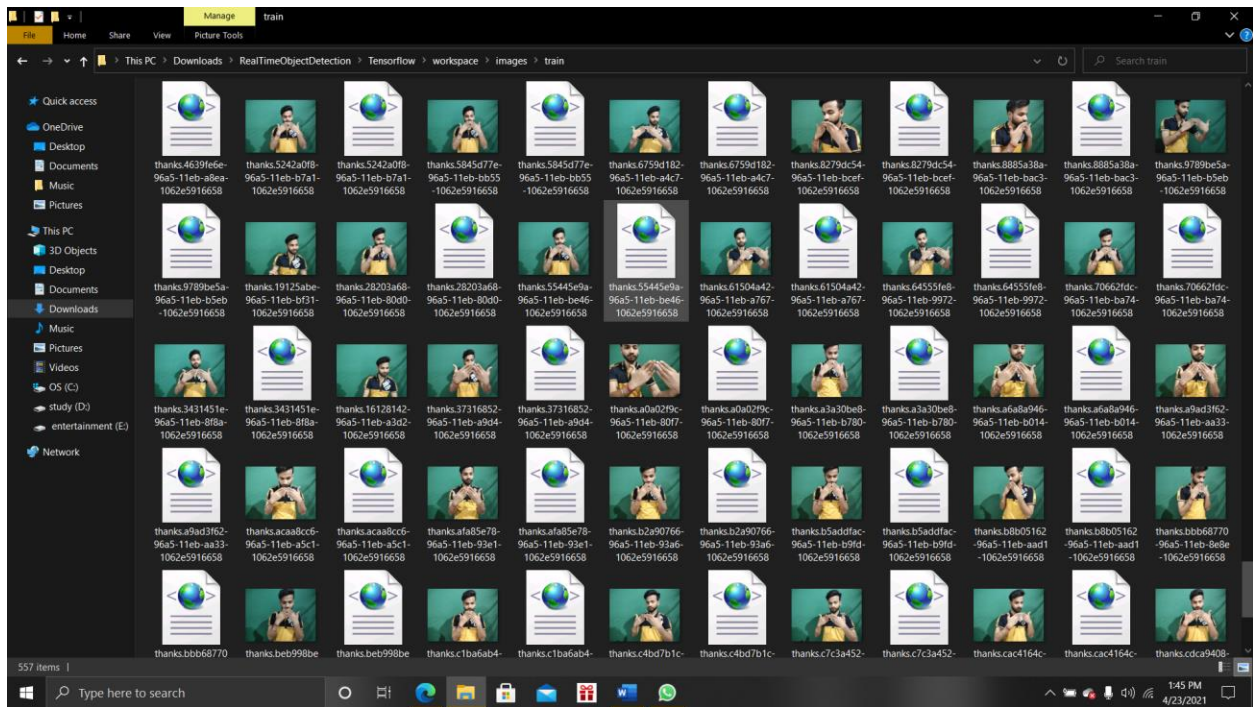 Manage train
File Home Share View Picture Tools
This PC > Downloads > RealTimeObjectDetection > Tensorflow > workspace > images > train
Search train
Quick access
OneDrive
Desktop
Documents
Music
Pictures
This PC
3D Objects
Desktop
Documents
Downloads
Music
Pictures
Videos
OS (C:)
study (D:)
entertainment (E:)
Network
thanks.4639fe6e- thanks.5242a0f8- thanks.5242a0f8- thanks.5845d77e- thanks.5845d77e- thanks.6759d182- thanks.6759d182- thanks.8279dc54- thanks.8279dc54- thanks.8885a38a- thanks.8885a38a- thanks.9789be5a-
96a5-11eb-a8ea- 96a5-11eb-b7a1- 96a5-11eb-b7a1- 96a5-11eb-bb55 96a5-11eb-bb55 96a5-11eb-a4c7- 96a5-11eb-a4c7- 96a5-11eb-bcef- 96a5-11eb-bcef- 96a5-11eb-bac3- 96a5-11eb-bac3- 96a5-11eb-b5eb
1062e5916658 1062e5916658 1062e5916658 -1062e5916658 -1062e5916658 1062e5916658 1062e5916658 1062e5916658 1062e5916658 1062e5916658 1062e5916658 -1062e5916658
thanks.9789be5a- thanks.19125abe- thanks.28203a68- thanks.28203a68- thanks.55445e9a- thanks.55445e9a- thanks.61504a42- thanks.61504a42- thanks.64555fe8- thanks.64555fe8- thanks.70662fdc- thanks.70662fdc-
96a5-11eb-b5eb 96a5-11eb-bf31- 96a5-11eb-80d0- 96a5-11eb-80d0- 96a5-11eb-be46- 96a5-11eb-be46- 96a5-11eb-a767- 96a5-11eb-a767- 96a5-11eb-9972- 96a5-11eb-9972- 96a5-11eb-ba74- 96a5-11eb-ba74-
-1062e5916658 1062e5916658 1062e5916658 1062e5916658 1062e5916658 1062e5916658 1062e5916658 1062e5916658 1062e5916658 1062e5916658 1062e5916658 1062e5916658
thanks.3431451e- thanks.3431451e- thanks.16128142- thanks.37316852- thanks.37316852- thanks.a0a02f9c- thanks.a0a02f9c- thanks.a3a30be8- thanks.a3a30be8- thanks.a6a8a946- thanks.a6a8a946- thanks.a9ad3f62-
96a5-11eb-8f8a- 96a5-11eb-8f8a- 96a5-11eb-a3d2- 96a5-11eb-a9d4- 96a5-11eb-a9d4- 96a5-11eb-80f7- 96a5-11eb-80f7- 96a5-11eb-b780- 96a5-11eb-b780- 96a5-11eb-b014- 96a5-11eb-b014- 96a5-11eb-aa33-
1062e5916658 1062e5916658 1062e5916658 1062e5916658 1062e5916658 1062e5916658 1062e5916658 1062e5916658 1062e5916658 1062e5916658 1062e5916658 1062e5916658
thanks.a9ad3f62- thanks.acaa8cc6- thanks.acaa8cc6- thanks.afa85e78- thanks.afa85e78- thanks.b2a90766- thanks.b2a90766- thanks.b5addfac- thanks.b5addfac- thanks.b8b05162 thanks.b8b05162 thanks.bbb68770
96a5-11eb-aa33- 96a5-11eb-a5c1- 96a5-11eb-a5c1- 96a5-11eb-93e1- 96a5-11eb-93e1- 96a5-11eb-93a6- 96a5-11eb-93a6- 96a5-11eb-b9fd- 96a5-11eb-b9fd- -96a5-11eb-aad1 -96a5-11eb-aad1 -96a5-11eb-8e8e
1062e5916658 1062e5916658 1062e5916658 1062e5916658 1062e5916658 1062e5916658 1062e5916658 1062e5916658 1062e5916658 -1062e5916658 -1062e5916658 -1062e5916658
thanks.bbb68770 thanks.beb998be thanks.beb998be thanks.c1ba6ab4- thanks.c1ba6ab4- thanks.c4bd7b1c- thanks.c4bd7b1c- thanks.c7c3a452- thanks.c7c3a452- thanks.cac4164c- thanks.cac4164c- thanks.cdca9408-
557 items
Type here to search
1:45 PM
4/23/2021